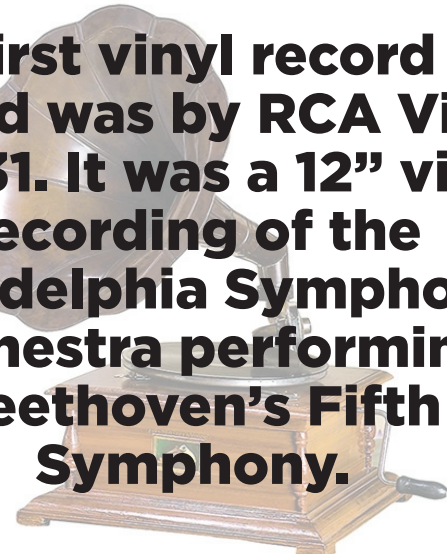 irst vinyl record
d was by RCA Vi
31. It was a 12” vi
ecording of the
delphia Sympho
hestra performin
eethoven’s Fifth
Symphony.